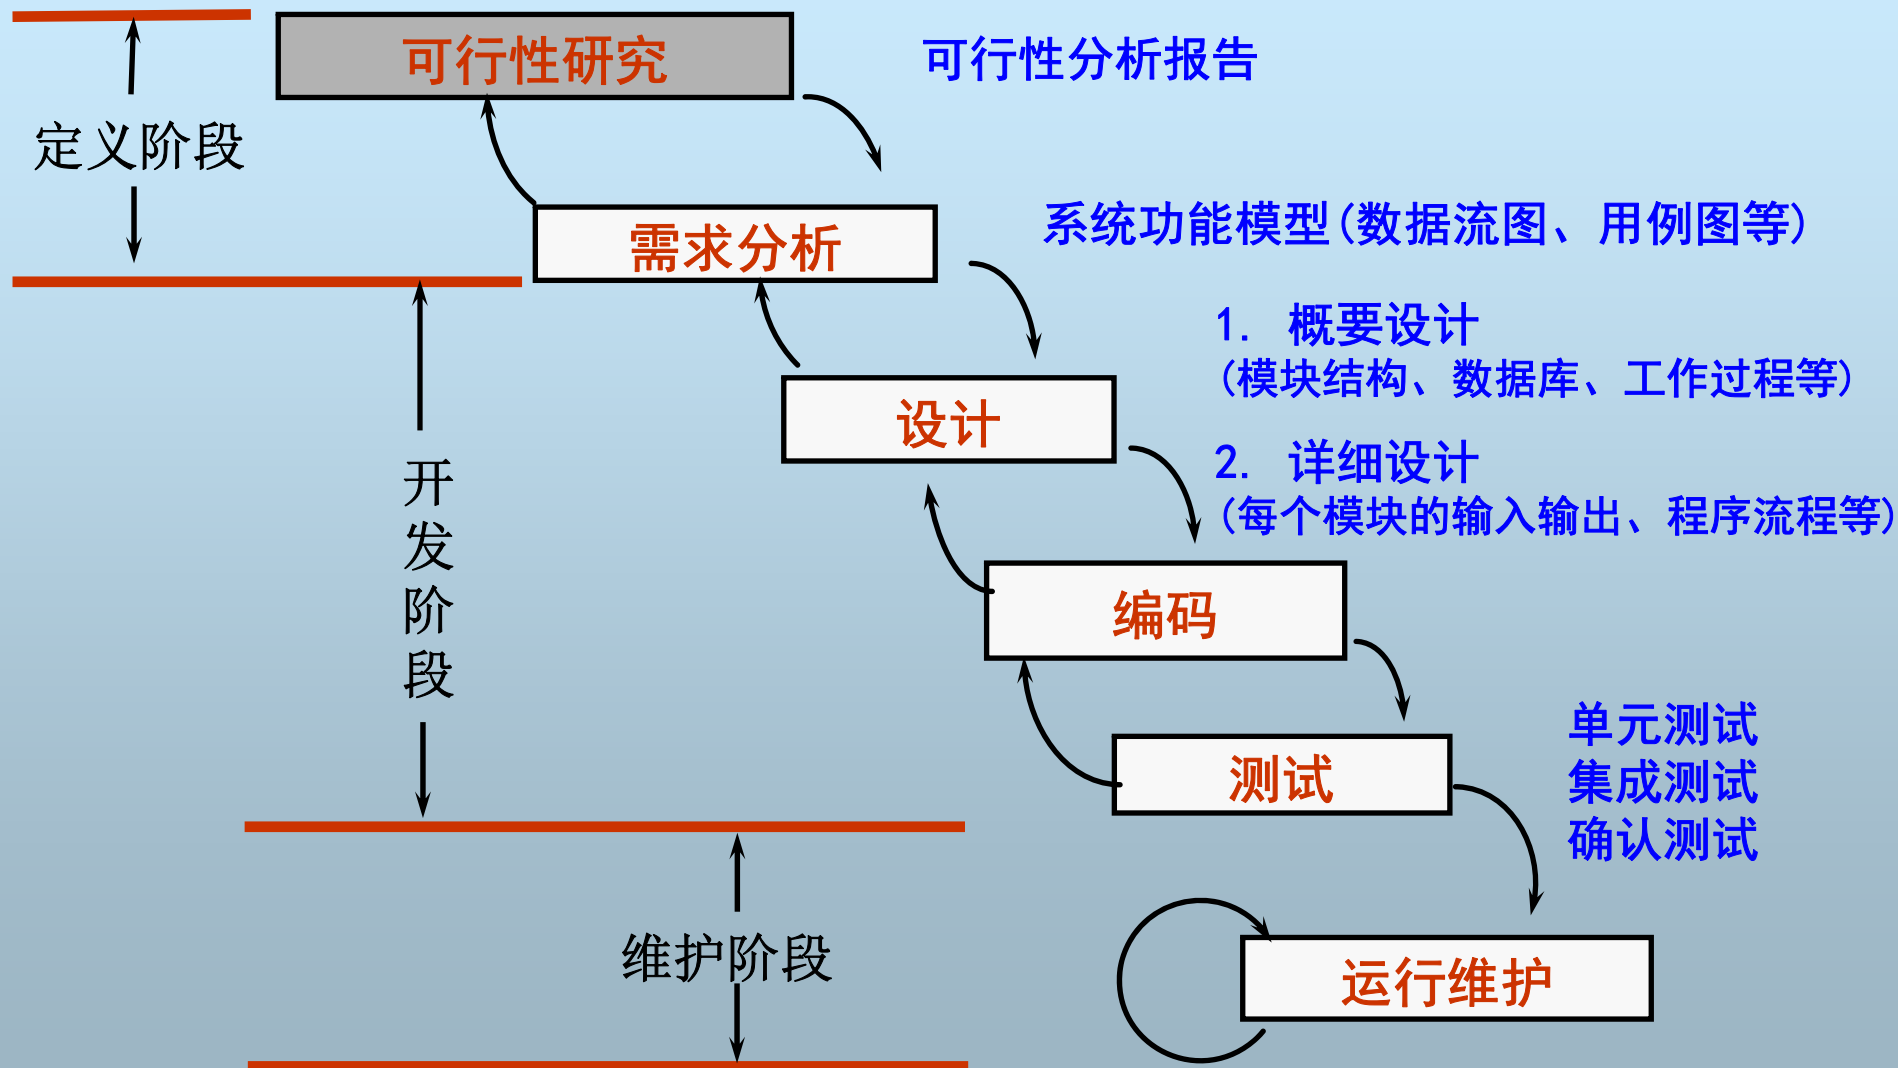 可行性研究
可行性分析报告
定义阶段
需求分析
系统功能模型(数据流图、用例图等)
1. 概要设计
(模块结构、数据库、工作过程等)
设计
2. 详细设计
(每个模块的输入输出、程序流程等)
开
发
阶
段
编码
测试
单元测试
集成测试
确认测试
维护阶段
运行维护